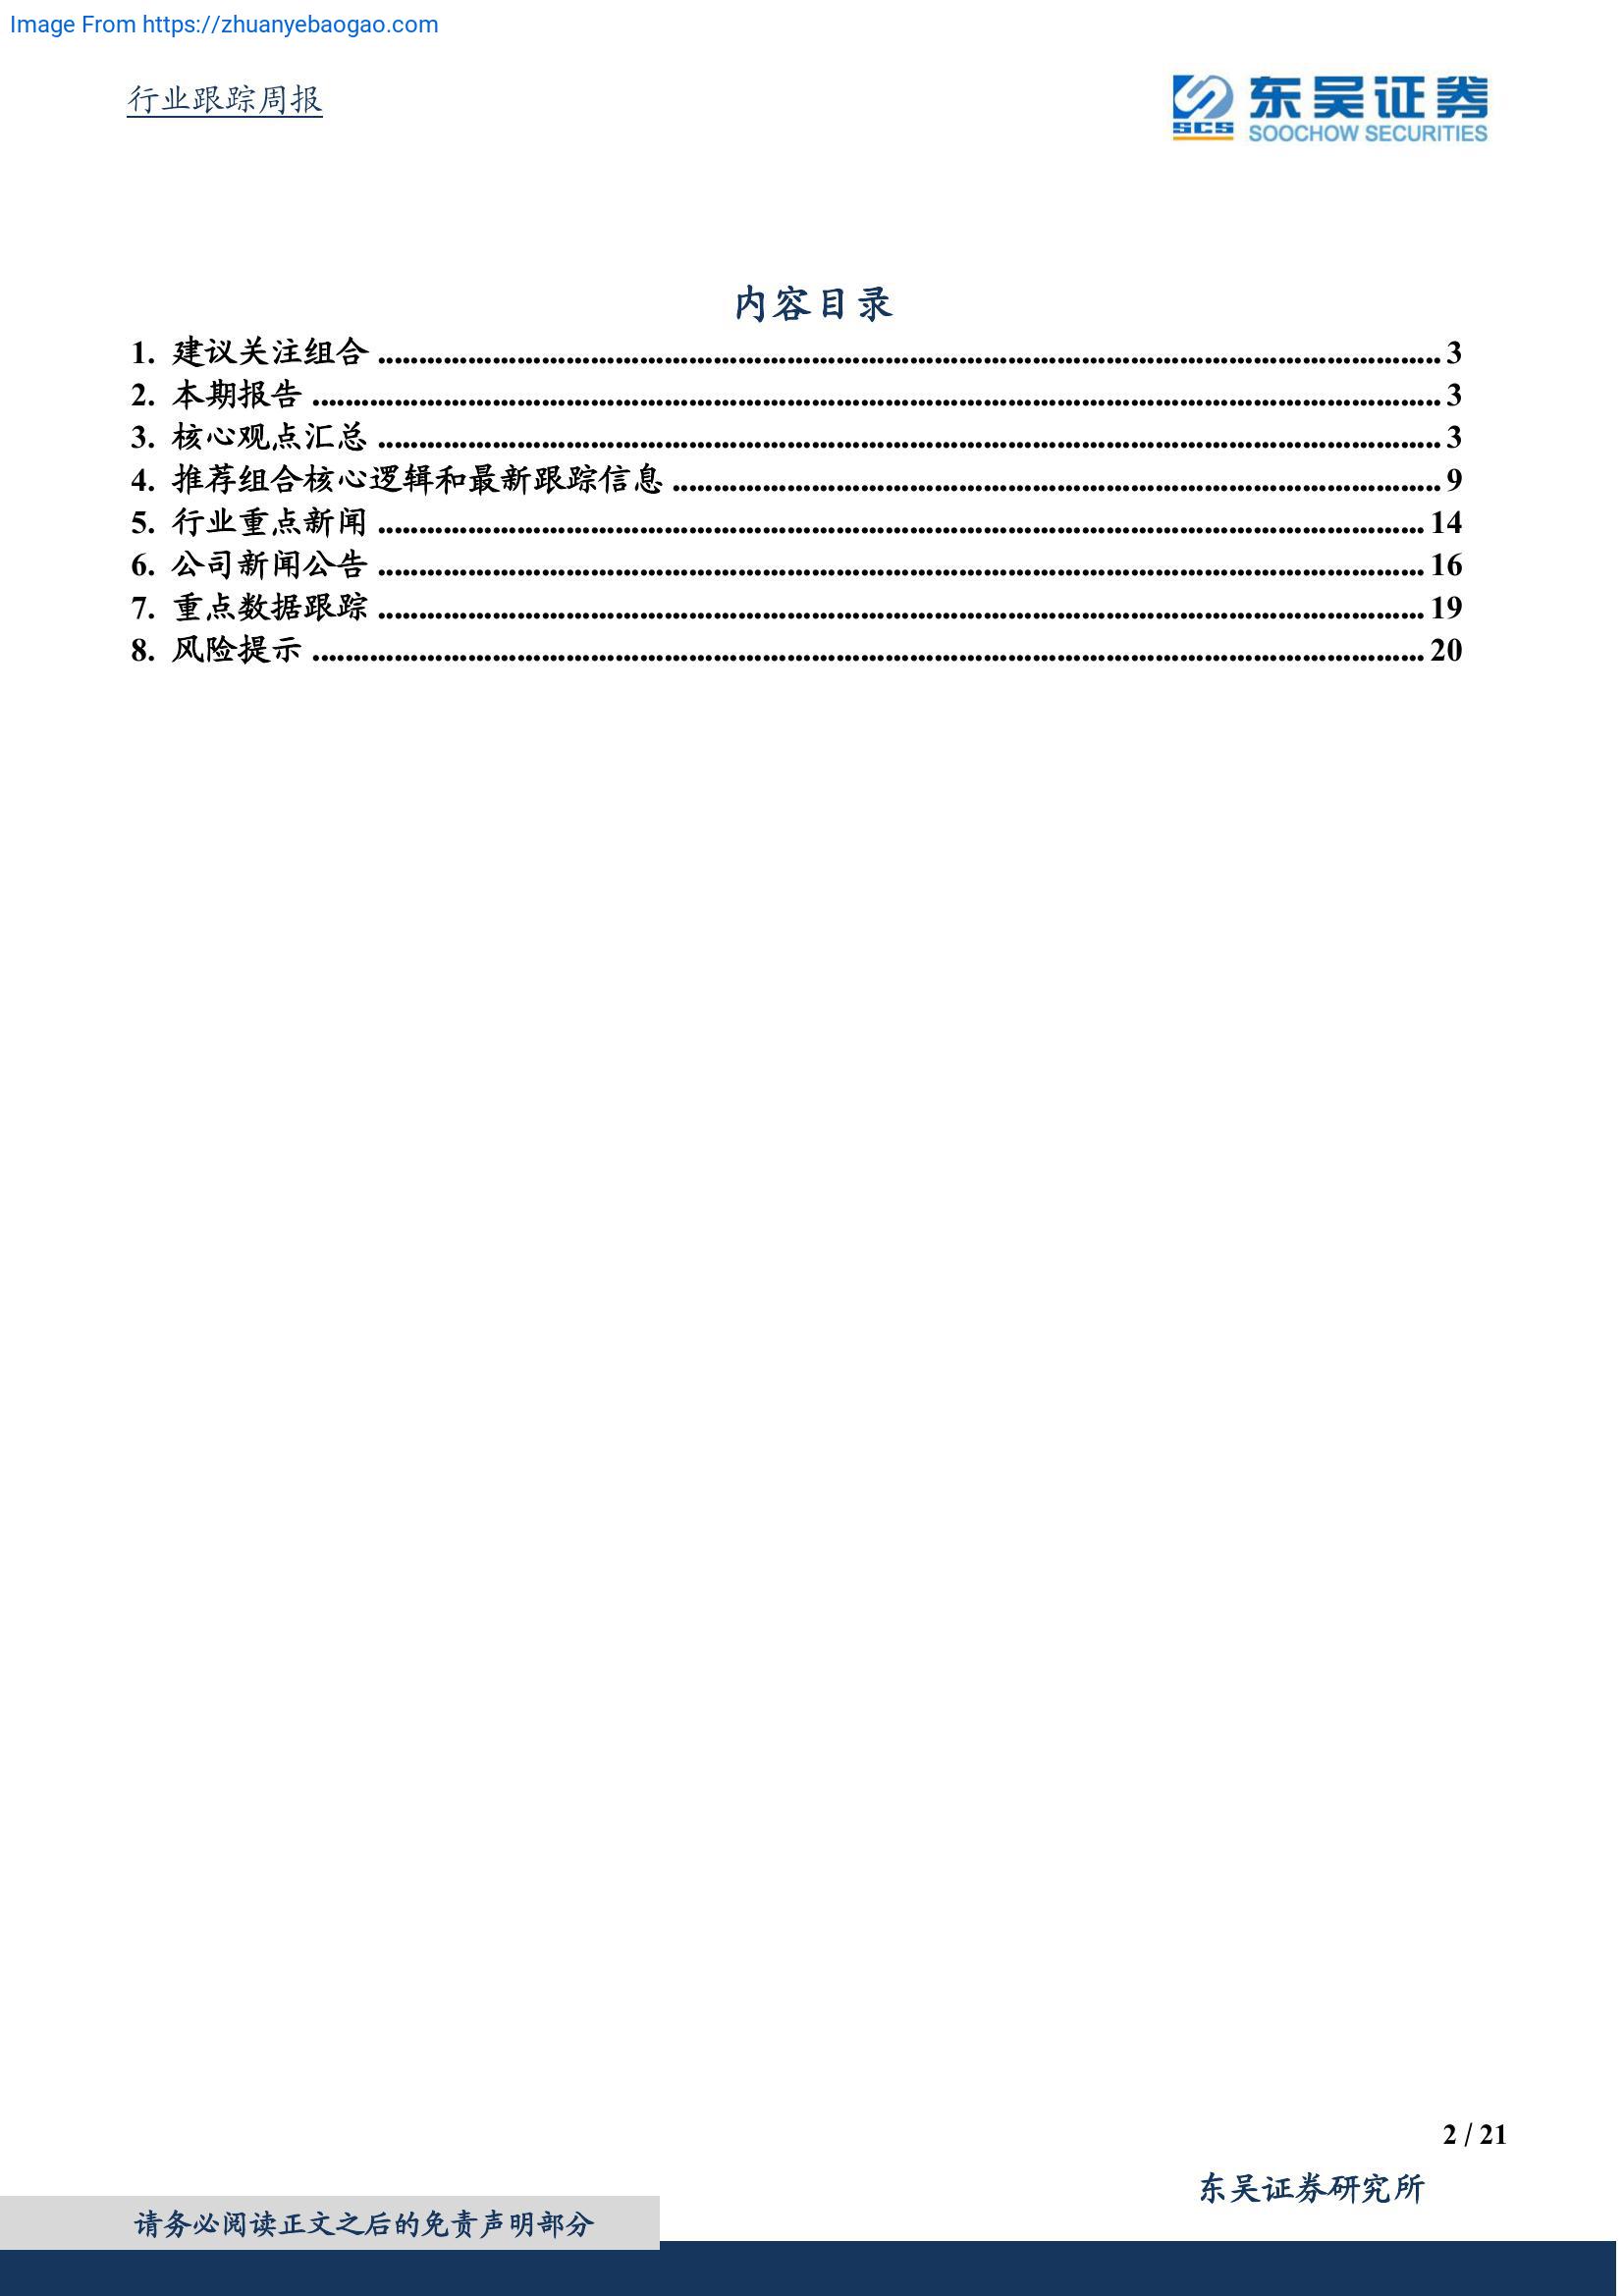 Image From https://zhuanyebaogao.com
行业跟踪周报
东吴证券
SCS
SOOCHOW SECURITIES
内容目录
1. 建议关注组合 ........................................................................................................................ 3
2. 本期报告 ........................................................................................................................ 3
3. 核心观点汇总 ........................................................................................................................ 3
4. 推荐组合核心逻辑和最新跟踪信息 ........................................................................................ 9
5. 行业重点新闻 ...................................................................................................................... 14
6. 公司新闻公告 ...................................................................................................................... 16
7. 重点数据跟踪 ...................................................................................................................... 19
8. 风险提示 ...................................................................................................................... 20
2 / 21
东吴证券研究所
请务必阅读正文之后的免责声明部分